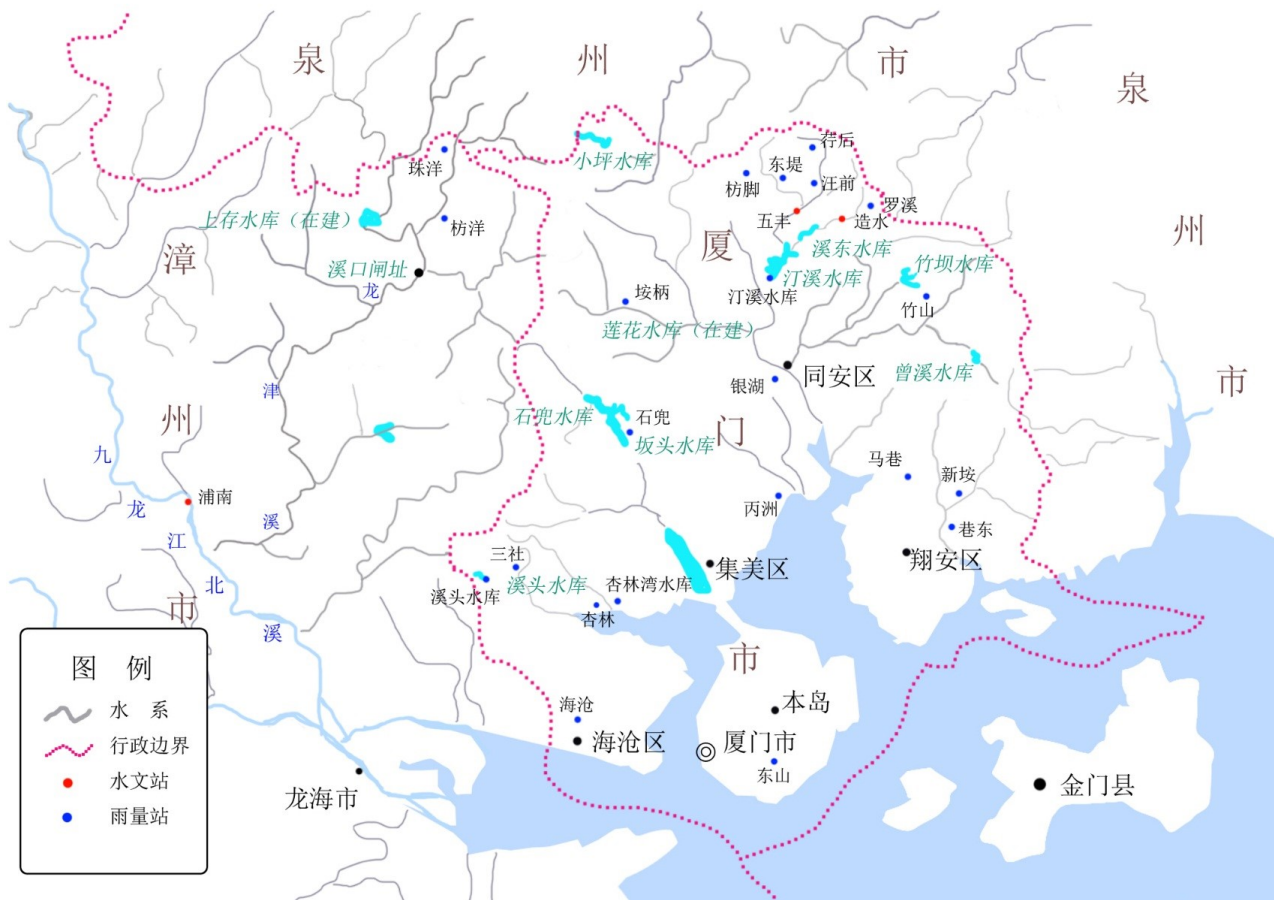 泉
州
市
泉
州
市
漳
州
市
厦
门
市
小坪水库
珠洋
枋洋
上存水库（在建）
溪口闸址
龙
津
溪
莳后
东堤
枋脚
汪前
罗溪
五丰
造水
溪东水库
汀溪水库
汀溪水库
竹坝水库
竹山
垵柄
莲花水库（在建）
同安区
银湖
曾溪水库
石兜水库
石兜
坂头水库
马巷
新垵
巷东
翔安区
丙洲
九
龙
江
北
溪
浦南
三社
溪头水库
溪头水库
杏林湾水库
杏林
集美区
海沧
海沧区
本岛
厦门市
东山
金门县
龙海市
图 例
水 系
行政边界
水文站
雨量站